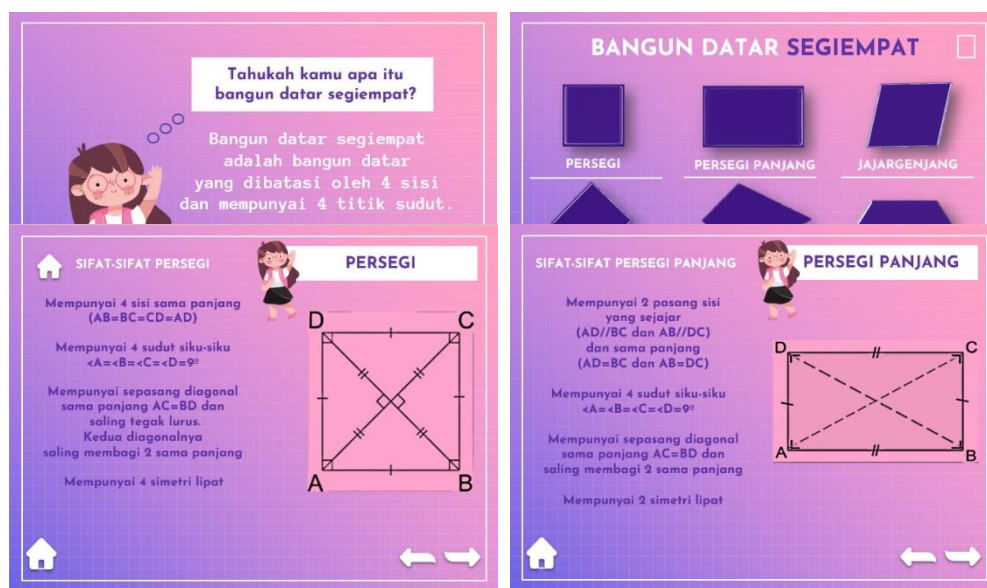 Tahukah kamu apa itu
bangun datar segiempat?
Bangun datar segiempat
adalah bangun datar
yang dibatasi oleh 4 sisi
dan mempunyai 4 titik sudut.
BANGUN DATAR SEGIEMPAT
PERSEGI
PERSEGI PANJANG
JAJARGENJANG
SIFAT-SIFAT PERSEGI
PERSEGI
Mempunyai 4 sisi sama panjang
(AB=BC=CD=AD)
Mempunyai 4 sudut siku-siku
<A=<B=<C=<D=9º
Mempunyai sepasang diagonal
sama panjang AC=BD dan
saling tegak lurus.
Kedua diagonalnya
saling membagi 2 sama panjang
Mempunyai 4 simetri lipat
D
C
A
B
SIFAT-SIFAT PERSEGI PANJANG
PERSEGI PANJANG
Mempunyai 2 pasang sisi
yang sejajar
(AD//BC dan AB//DC)
dan sama panjang
(AD=BC dan AB=DC)
Mempunyai 4 sudut siku-siku
<A=<B=<C=<D=9º
Mempunyai sepasang diagonal
sama panjang AC=BD dan
saling membagi 2 sama panjang
Mempunyai 2 simetri lipat
D
C
A
B